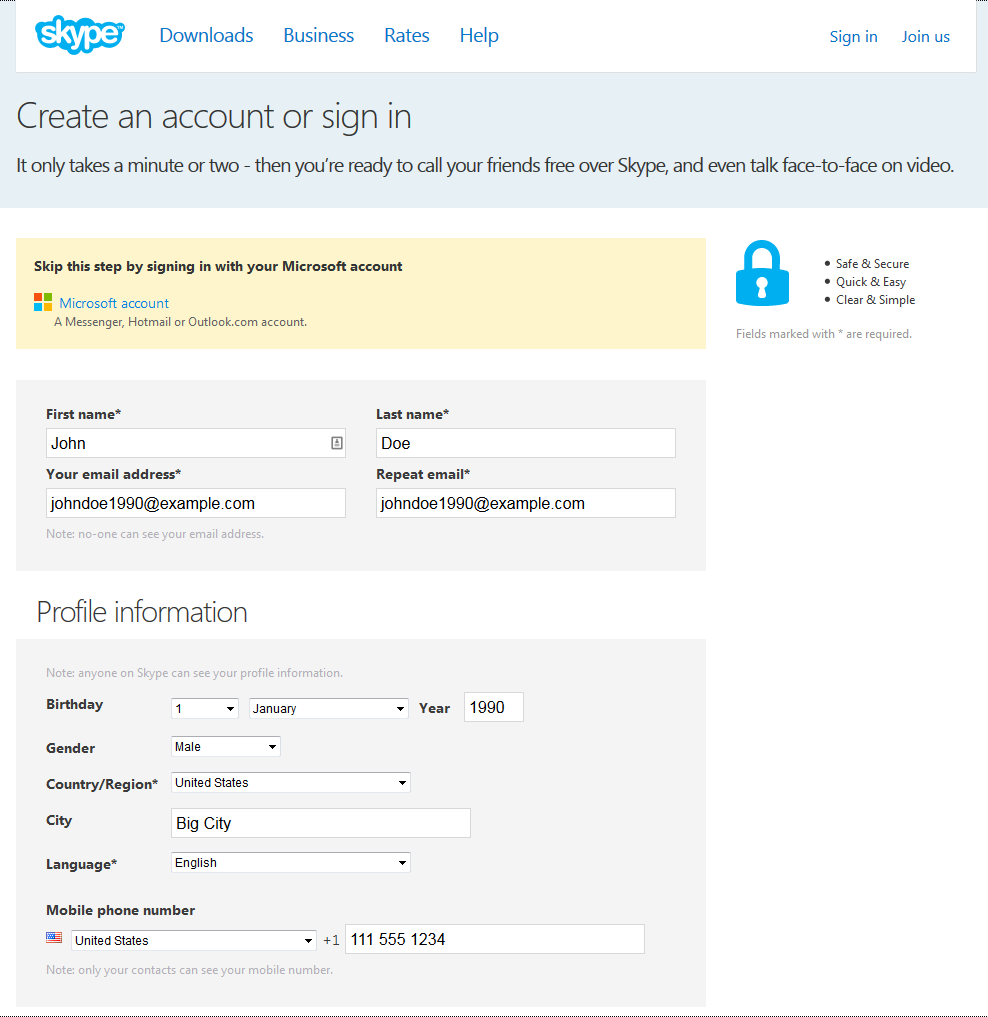 skype™ Downloads Business Rates Help Sign in Join us
Create an account or sign in
It only takes a minute or two - then you're ready to call your friends free over Skype, and even talk face-to-face on video.
Skip this step by signing in with your Microsoft account
Microsoft account
A Messenger, Hotmail or Outlook.com account.
• Safe & Secure
• Quick & Easy
• Clear & Simple
Fields marked with * are required.
First name* Last name*
John Doe
Your email address* Repeat email*
johndoe1990@example.com johndoe1990@example.com
Note: no-one can see your email address.
Profile information
Note: anyone on Skype can see your profile information.
Birthday 1 January Year 1990
Gender Male
Country/Region* United States
City Big City
Language* English
Mobile phone number
United States +1 111 555 1234
Note: only your contacts can see your mobile number.